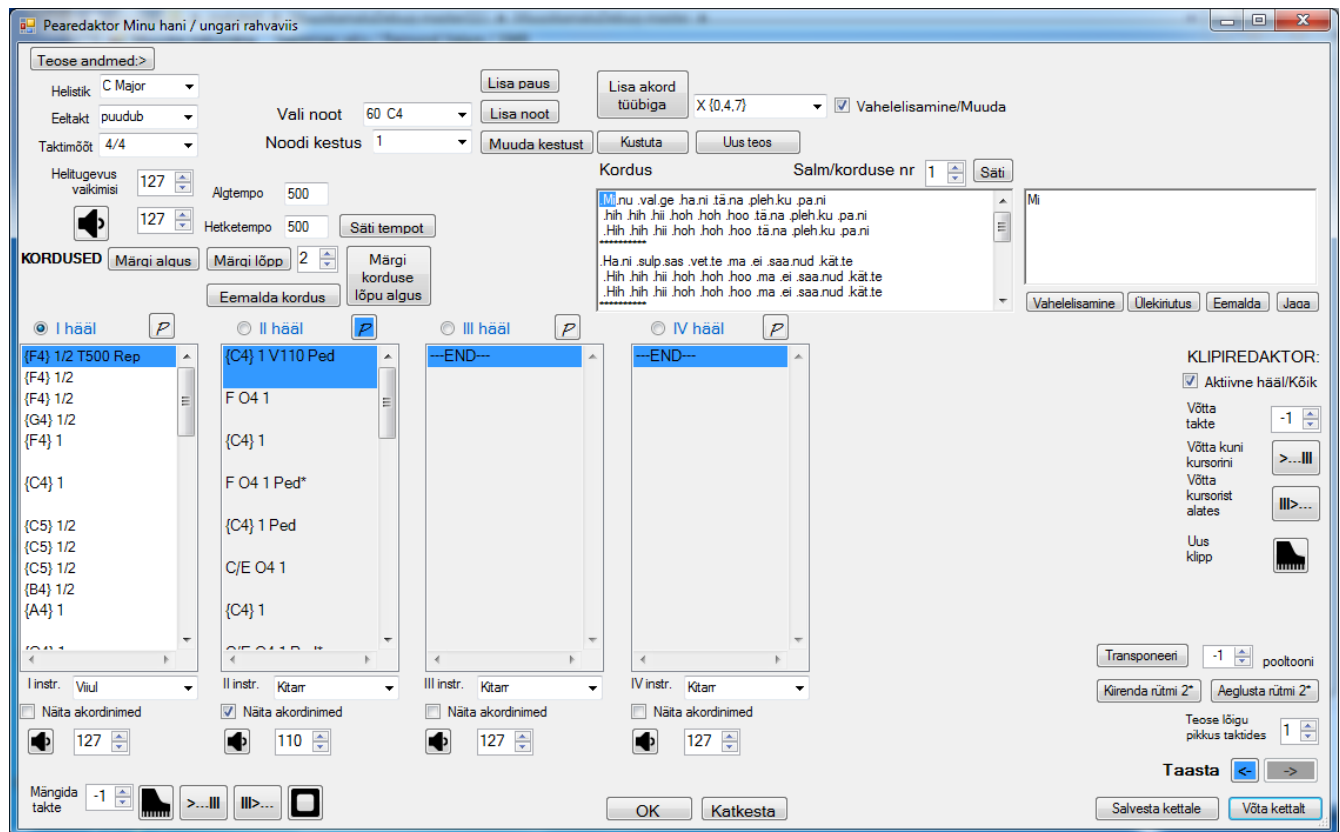 Pearedaktor Minu hani / ungari rahvaviis
Teose andmed:>
Helistik C Major
Eeltakt puudub
Taktimõõt 4/4
Vali noot 60 C4
Noodi kestus 1
Lisa paus
Lisa noot
Muuda kestust
Lisa akord tüübiga
X {0,4,7}
Vahelelisamine/Muuda
Kustuta
Uus teos
Helitugevus vaikimisi 127
127
Algtempo 500
Hetketempo 500
Säti tempot
KORDUSED Märgi algus Märgi lõpp 2
Märgi korduse lõpu algus
Eemalda kordus
Kordus
Salm/korduse nr 1 Säti
.Mi.nu .val.ge .ha.ni .tä.na .pleh.ku .pa.ni
.hih .hih .hii .hoh .hoh .hoo .tä.na .pleh.ku .pa.ni
.Hih .hih .hii .hoh .hoh .hoo .tä.na .pleh.ku .pa.ni
**********
.Ha.ni .sulp.sas .vet.te .ma .ei .saa.nud .kät.te
.Hih .hih .hii .hoh .hoh .hoo .ma .ei .saa.nud .kät.te
.Hih .hih .hii .hoh .hoh .hoo .ma .ei .saa.nud .kät.te
**********
Mi
Vahelelisamine Ülekirjutus Eemalda Jaga
I hääl P
II hääl P
III hääl P
IV hääl P
{F4} 1/2 T500 Rep
{F4} 1/2
{F4} 1/2
{G4} 1/2
{F4} 1
{C4} 1
{C5} 1/2
{C5} 1/2
{C5} 1/2
{B4} 1/2
{A4} 1
{C4} 1 V110 Ped
F O4 1
{C4} 1
F O4 1 Ped*
{C4} 1 Ped
C/E O4 1
{C4} 1
C/E O4 1 Ped*
---END---
---END---
I instr. Viiul
II instr. Kitarr
III instr. Kitarr
IV instr. Kitarr
Näita akordinimed
Näita akordinimed
Näita akordinimed
Näita akordinimed
127
110
127
127
KLIPIREDAKTOR:
Aktiivne hääl/Kõik
Võtta takte -1
Võtta kuni kursorini >...III
Võtta kursorist alates III>...
Uus klipp
Transponeeri -1 pooltooni
Kiirenda rütmi 2* Aeglusta rütmi 2*
Teose lõigu pikkus taktides 1
Taasta <- ->
Mängida takte -1 >...III III>...
OK Katkesta
Salvesta kettale Võta kettalt